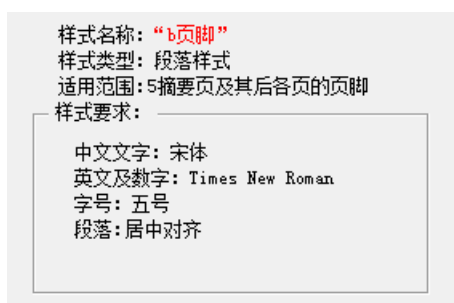 样式名称：“b页脚”
样式类型：段落样式
适用范围:5摘要页及其后各页的页脚
样式要求：
中文文字：宋体
英文及数字：Times New Roman
字号：五号
段落:居中对齐